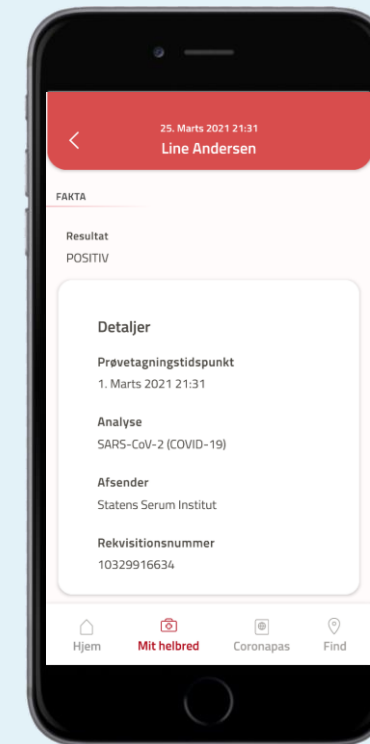 25. Marts 2021 21:31
Line Andersen
FAKTA
Resultat
POSITIV
Detaljer
Prøvetagningstidspunkt
1. Marts 2021 21:31
Analyse
SARS-CoV-2 (COVID-19)
Afsender
Statens Serum Institut
Rekvisitionsnummer
10329916634
Hjem Mit helbred Coronapas Find